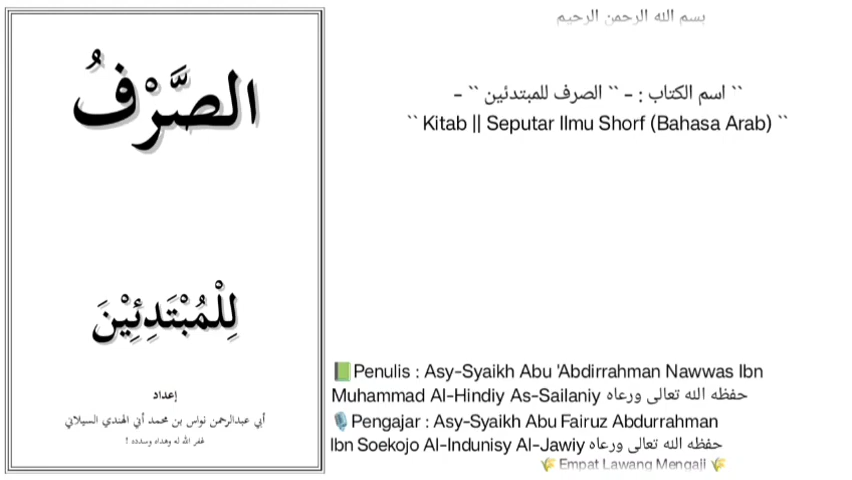 الصَّرْفُ
لِلْمُبْتَدِئِيْنَ
إعداد
أبي عبدالرحمن نواس بن محمد أبي الهندي السيلاني
غفر الله له وهداه وسدده !
بسم الله الرحمن الرحيم
`` اسم الكتاب : - `` الصرف للمبتدئين `` -
`` Kitab || Seputar Ilmu Shorf (Bahasa Arab) ``
📗Penulis : Asy-Syaikh Abu 'Abdirrahman Nawwas Ibn
Muhammad Al-Hindiy As-Sailaniy حفظه الله تعالى ورعاه
🎙️Pengajar : Asy-Syaikh Abu Fairuz Abdurrahman
Ibn Soekojo Al-Indunisy Al-Jawiy حفظه الله تعالى ورعاه
🌾 Empat Lawang Mengaji 🌾